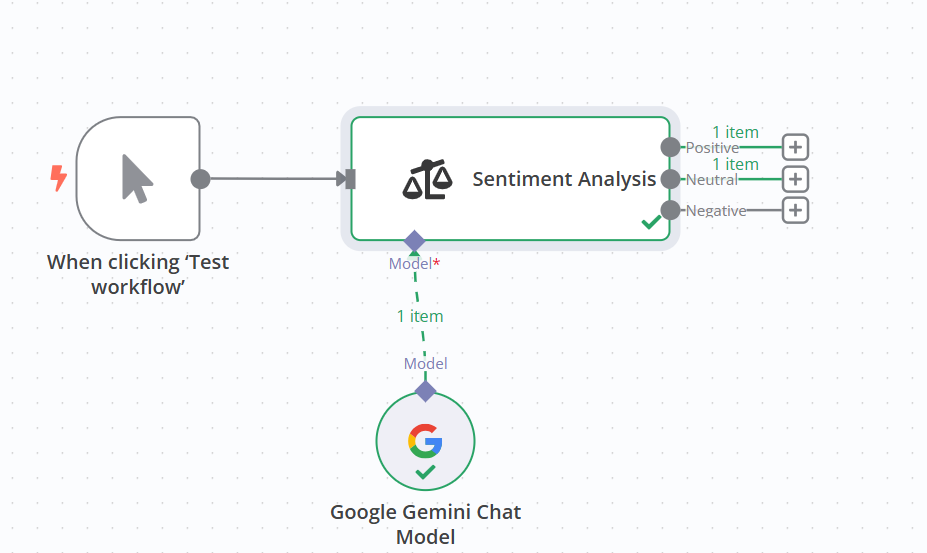 1 item
Positive
1 item
Neutral
Negative
Sentiment Analysis
When clicking ‘Test
workflow’
Model*
1 item
Model
Google Gemini Chat
Model